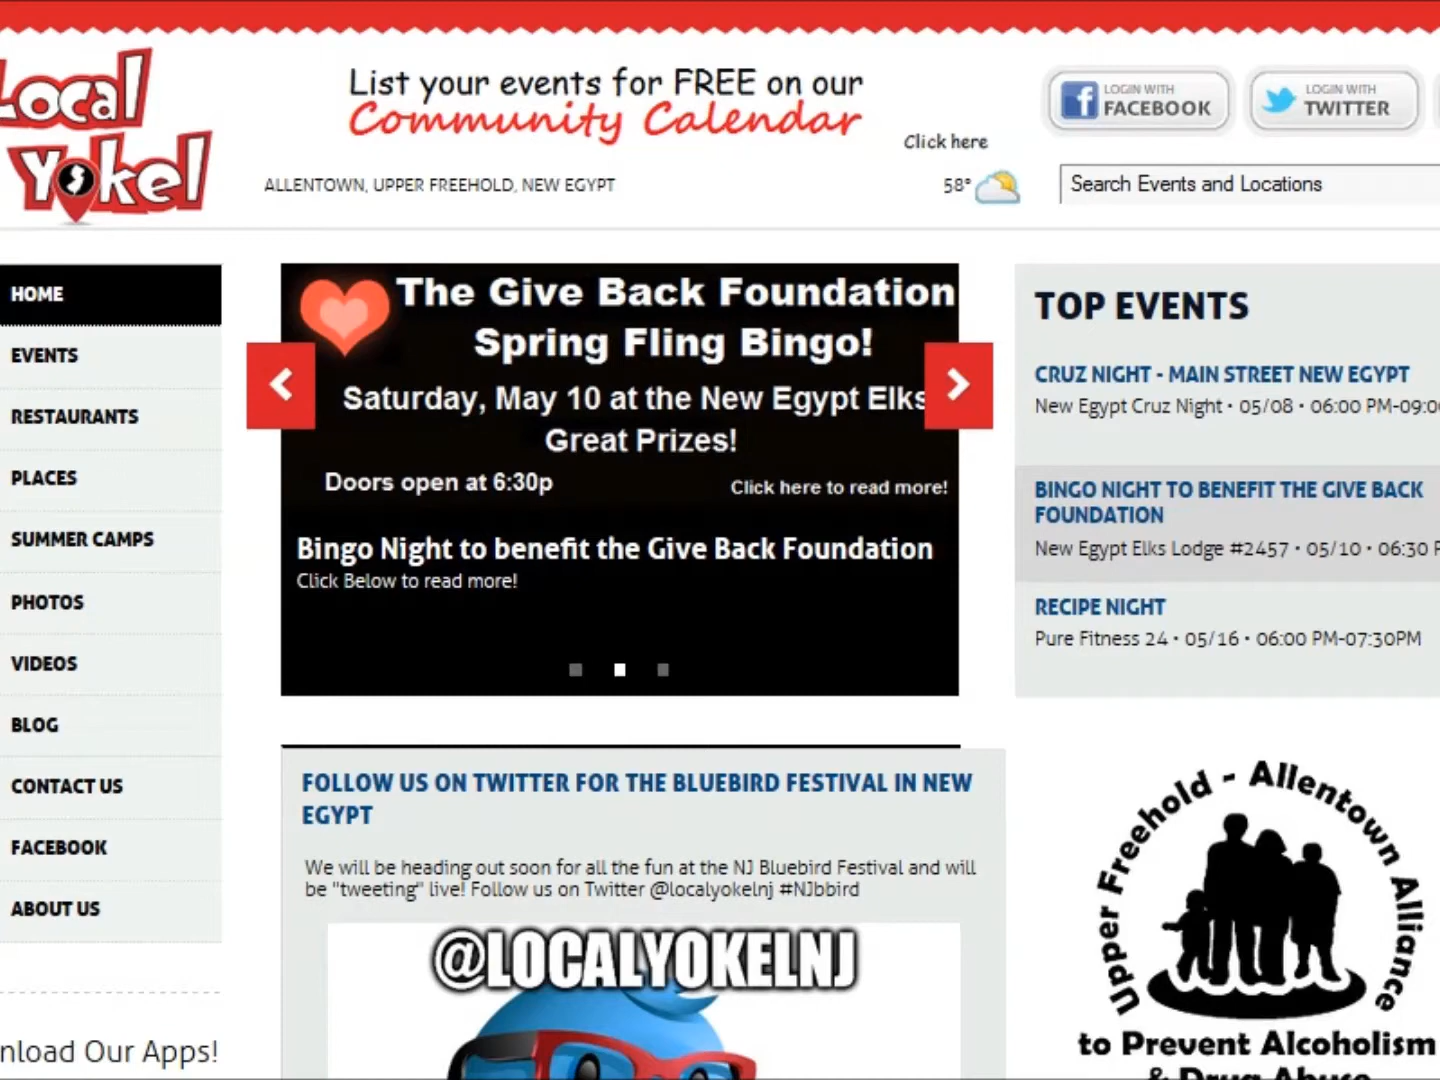 Local
Yokel
List your events for FREE on our
Community Calendar
Click here
LOGIN WITH
FACEBOOK
LOGIN WITH
TWITTER
ALLENTOWN, UPPER FREEHOLD, NEW EGYPT
58°
Search Events and Locations
HOME
EVENTS
RESTAURANTS
PLACES
SUMMER CAMPS
PHOTOS
VIDEOS
BLOG
CONTACT US
FACEBOOK
ABOUT US
nload Our Apps!
The Give Back Foundation
Spring Fling Bingo!
Saturday, May 10 at the New Egypt Elks
Great Prizes!
Doors open at 6:30p
Click here to read more!
Bingo Night to benefit the Give Back Foundation
Click Below to read more!
FOLLOW US ON TWITTER FOR THE BLUEBIRD FESTIVAL IN NEW
EGYPT
We will be heading out soon for all the fun at the NJ Bluebird Festival and will
be "tweeting" live! Follow us on Twitter @localyokelnj #NJbbird
@LOCALYOKELNJ
TOP EVENTS
CRUZ NIGHT - MAIN STREET NEW EGYPT
New Egypt Cruz Night • 05/08 • 06:00 PM-09:0
BINGO NIGHT TO BENEFIT THE GIVE BACK
FOUNDATION
New Egypt Elks Lodge #2457 • 05/10 • 06:30 P
RECIPE NIGHT
Pure Fitness 24 • 05/16 • 06:00 PM-07:30PM
Upper Freehold - Allentown Alliance
to Prevent Alcoholism
& Drug Abuse